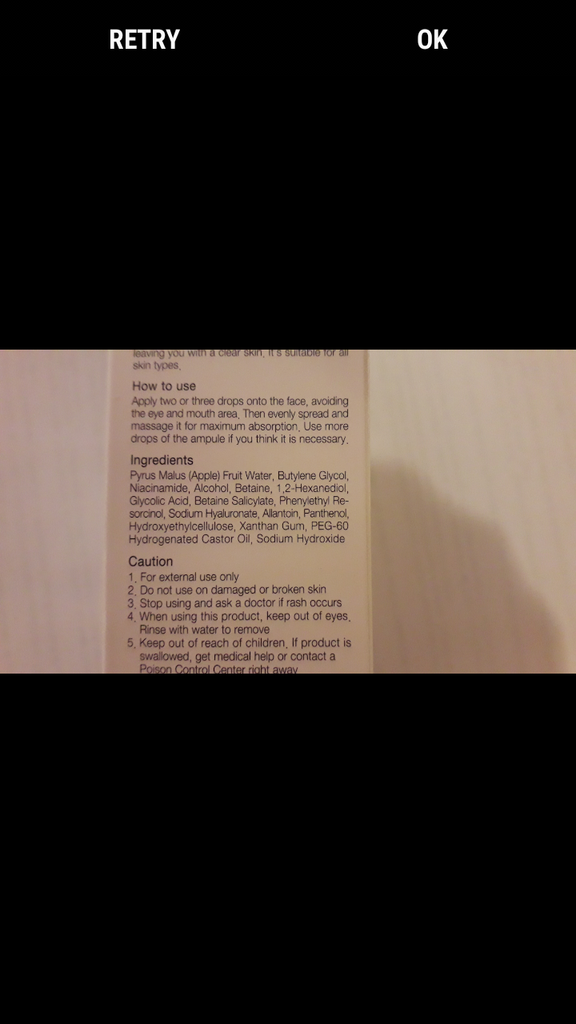 RETRY OK
leaving you with a clear skin. It's suitable for all
skin types.
How to use
Apply two or three drops onto the face, avoiding
the eye and mouth area. Then evenly spread and
massage it for maximum absorption. Use more
drops of the ampule if you think it is necessary.
Ingredients
Pyrus Malus (Apple) Fruit Water, Butylene Glycol,
Niacinamide, Alcohol, Betaine, 1,2-Hexanediol,
Glycolic Acid, Betaine Salicylate, Phenylethyl Re-
sorcinol, Sodium Hyaluronate, Allantoin, Panthenol,
Hydroxyethylcellulose, Xanthan Gum, PEG-60
Hydrogenated Castor Oil, Sodium Hydroxide
Caution
1. For external use only
2. Do not use on damaged or broken skin
3. Stop using and ask a doctor if rash occurs
4. When using this product, keep out of eyes.
Rinse with water to remove
5. Keep out of reach of children. If product is
swallowed, get medical help or contact a
Poison Control Center right away